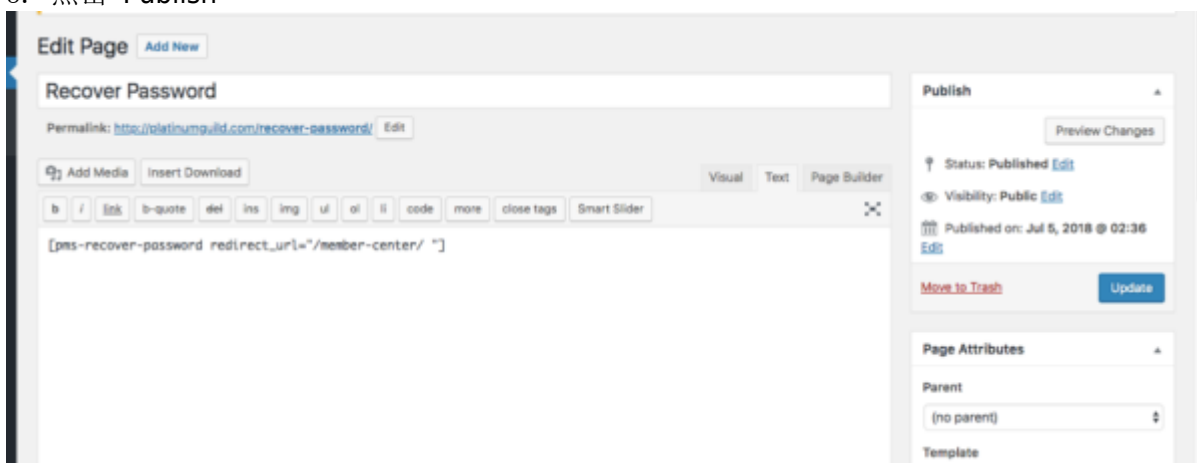 点击 Publish
Edit Page Add New
Recover Password
Permalink: http://platinumguild.com/recover-password/ Edit
Add Media Insert Download
Visual Text Page Builder
b i link b-quote del ins img ul ol li code more close tags Smart Slider
[pms-recover-password redirect_url="/member-center/ "]
Publish
Preview Changes
Status: Published Edit
Visibility: Public Edit
Published on: Jul 5, 2018 @ 02:36
Edit
Move to Trash Update
Page Attributes
Parent
(no parent)
Template